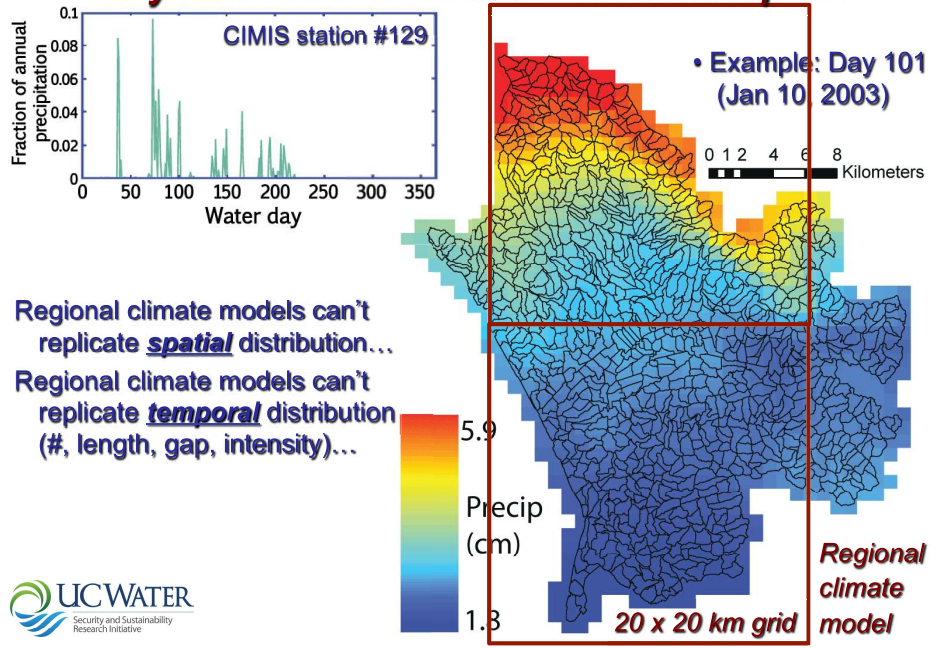 0.1
0.08
0.06
0.04
0.02
0
Fraction of annual
precipitation
CIMIS station #129
0 50 100 150 200 250 300 350
Water day
• Example: Day 101
(Jan 10, 2003)
0 1 2 4 6 8
Kilometers
Regional climate models can't
replicate spatial distribution…
Regional climate models can't
replicate temporal distribution
(#, length, gap, intensity)…
5.9
Precip
(cm)
1.3
20 x 20 km grid
Regional
climate
model
UC WATER
Security and Sustainability
Research Initiative